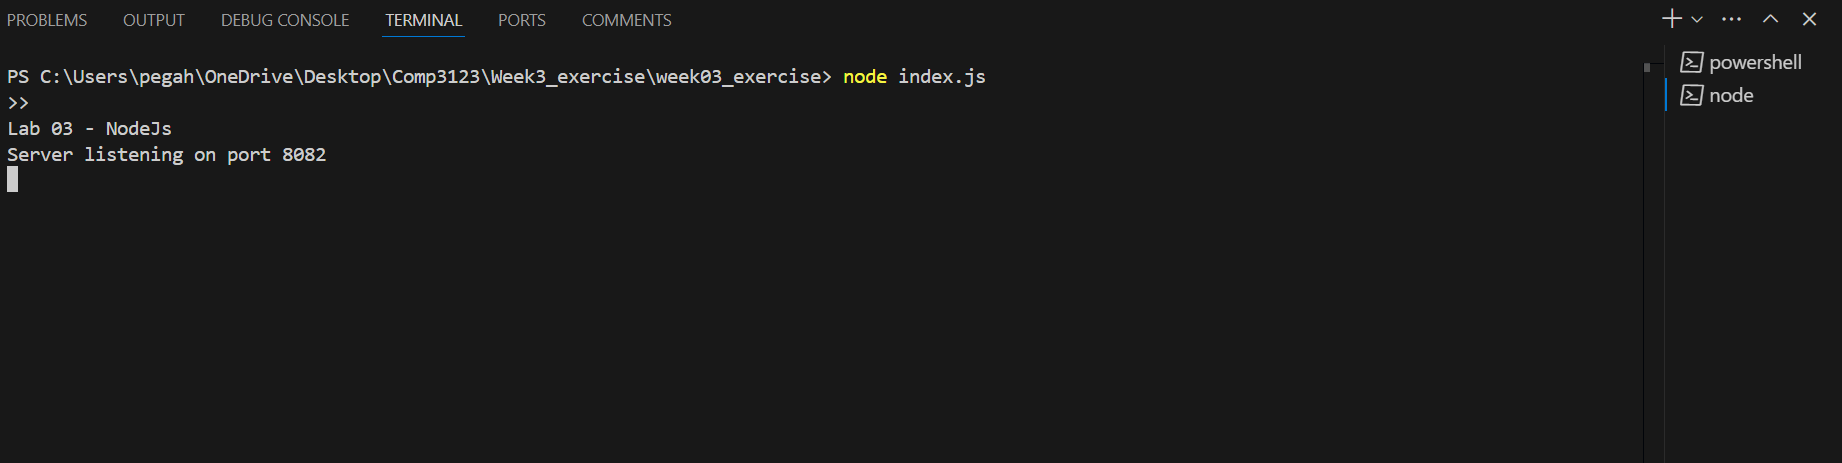 PROBLEMS OUTPUT DEBUG CONSOLE TERMINAL PORTS COMMENTS
PS C:\Users\pegah\OneDrive\Desktop\Comp3123\Week3_exercise\week03_exercise> node index.js
>>
Lab 03 - NodeJs
Server listening on port 8082
powershell
node